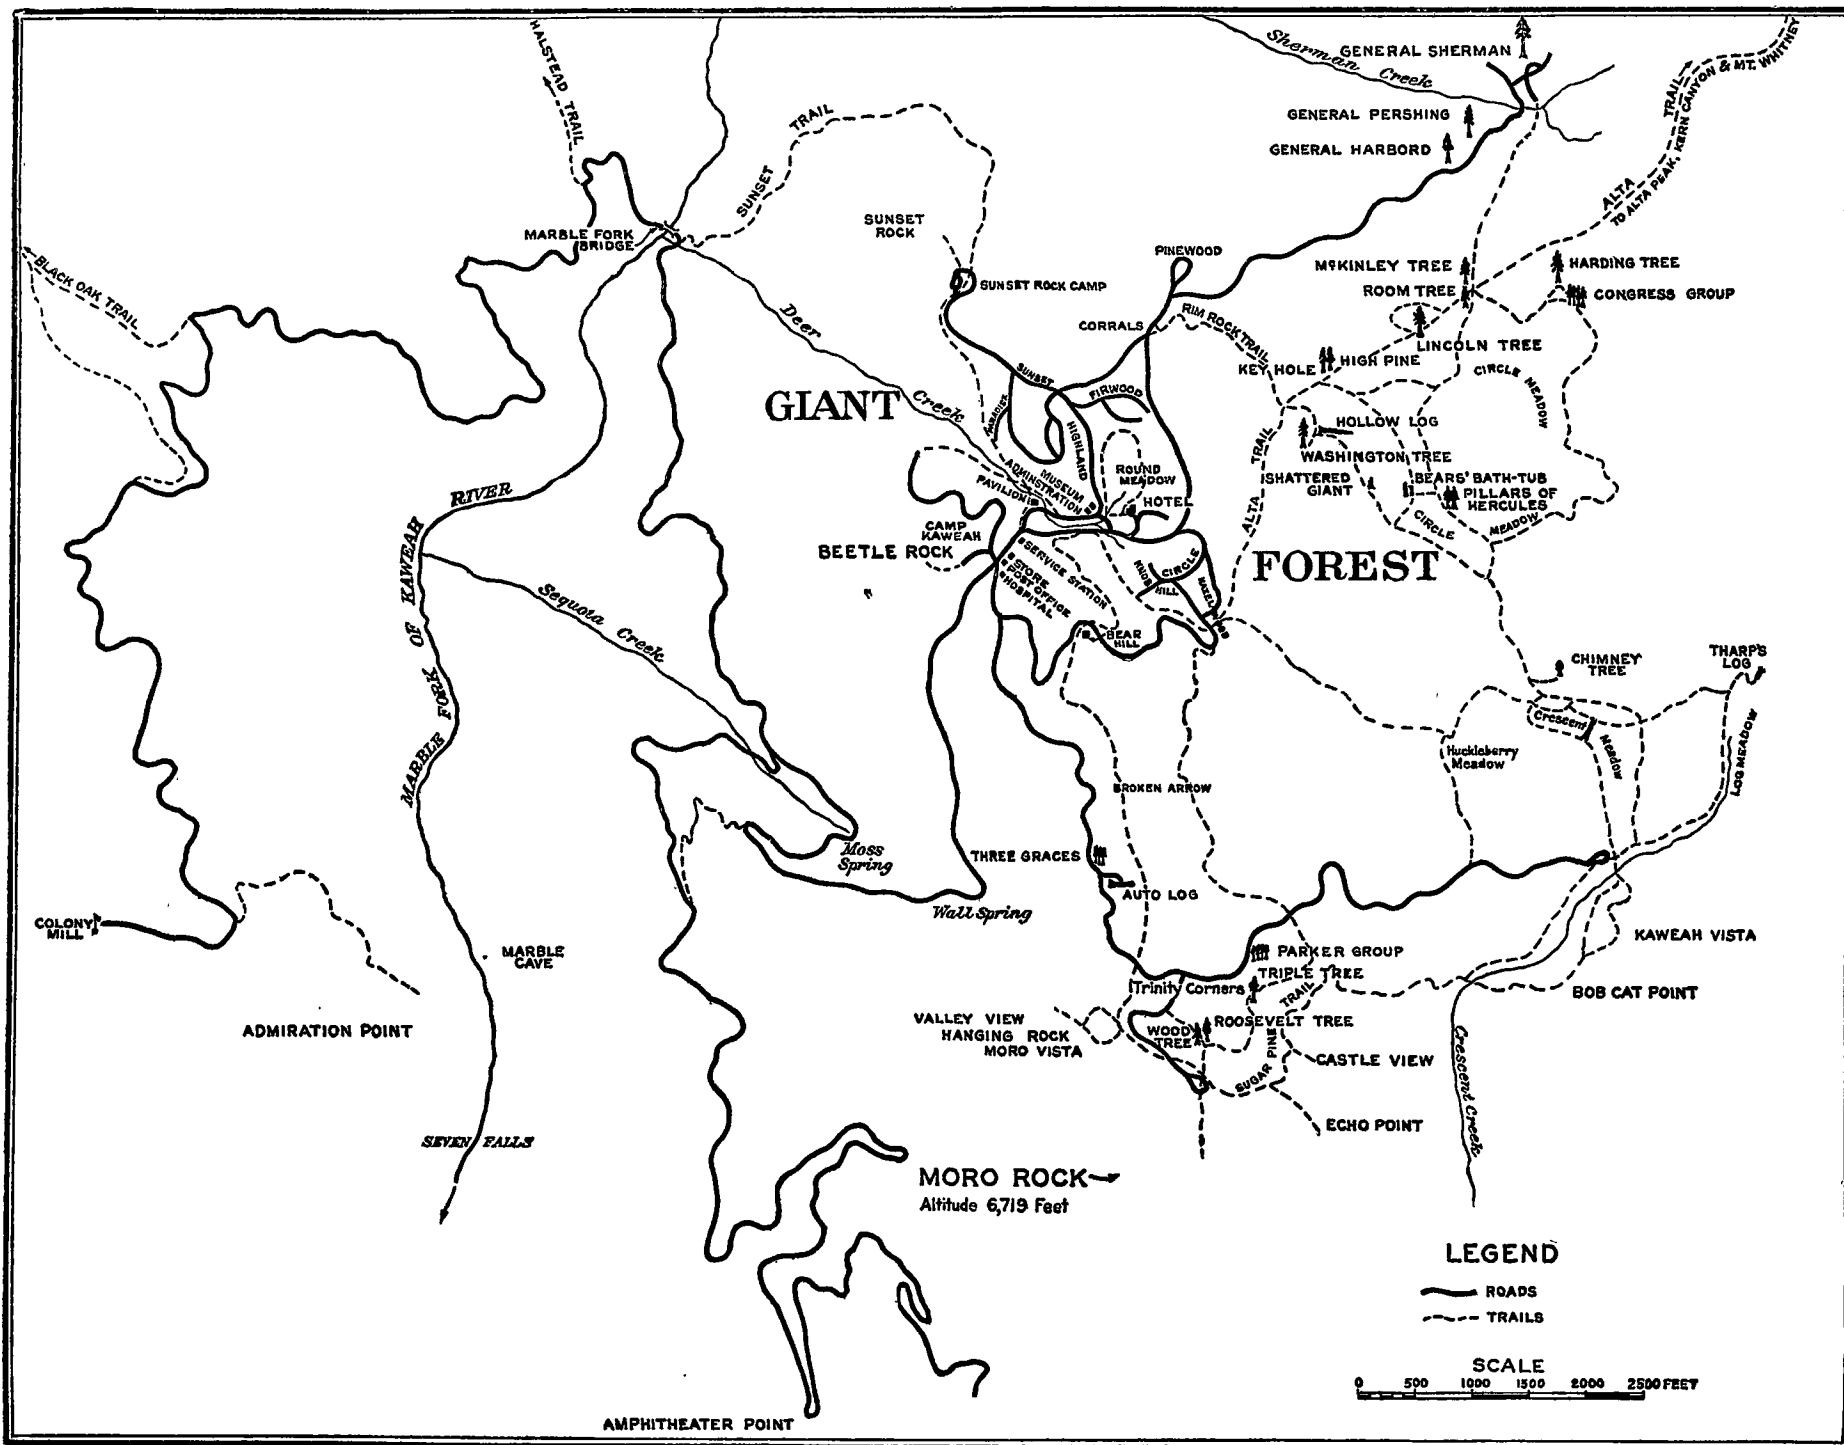 HALSTEAD TRAIL
Sherman Creek
GENERAL SHERMAN
TRAIL
ALTA
TO ALTA PEAK, KERN CANYON & MT. WHITNEY
GENERAL PERSHING
GENERAL HARBORD
SUNSET TRAIL
MARBLE FORK
BRIDGE
SUNSET
ROCK
PINEWOOD
BLACK OAK TRAIL
SUNSET ROCK CAMP
MCKINLEY TREE
HARDING TREE
ROOM TREE
CONGRESS GROUP
Deer Creek
CORRALS
RIM ROCK TRAIL
LINCOLN TREE
KEY HOLE
HIGH PINE
CIRCLE MEADOW
SUNSET
FIRWOOD
PARADISE
HIGHLAND
GIANT
HOLLOW LOG
WASHINGTON TREE
ALTA TRAIL
SHATTERED
GIANT
BEARS' BATH-TUB
PILLARS OF
HERCULES
CIRCLE MEADOW
MUSEUM
ADMINSTRATION
PAVILION
ROUND
MEADOW
HOTEL
RIVER
MARBLE FORK OF KAWEAH
CAMP
KAWEAH
BEETLE ROCK
SERVICE STATION
STORE
POST OFFICE
HOSPITAL
KNOB HILL
CIRCLE
HAZEL
FOREST
BEAR
HILL
Sequoia Creek
CHIMNEY
TREE
THARP'S
LOG
Crescent Meadow
LOG MEADOW
Huckleberry
Meadow
BROKEN ARROW
Moss
Spring
THREE GRACES
AUTO LOG
Wall Spring
COLONY
MILL
MARBLE
CAVE
KAWEAH VISTA
PARKER GROUP
TRIPLE TREE
Trinity Corners
BOB CAT POINT
ADMIRATION POINT
VALLEY VIEW
HANGING ROCK
MORO VISTA
WOOD
TREE
ROOSEVELT TREE
SUGAR PINE TRAIL
CASTLE VIEW
ECHO POINT
Crescent Creek
SEVEN FALLS
MORO ROCK
Altitude 6,719 Feet
AMPHITHEATER POINT
LEGEND
ROADS
TRAILS
SCALE
0 500 1000 1500 2000 2500 FEET